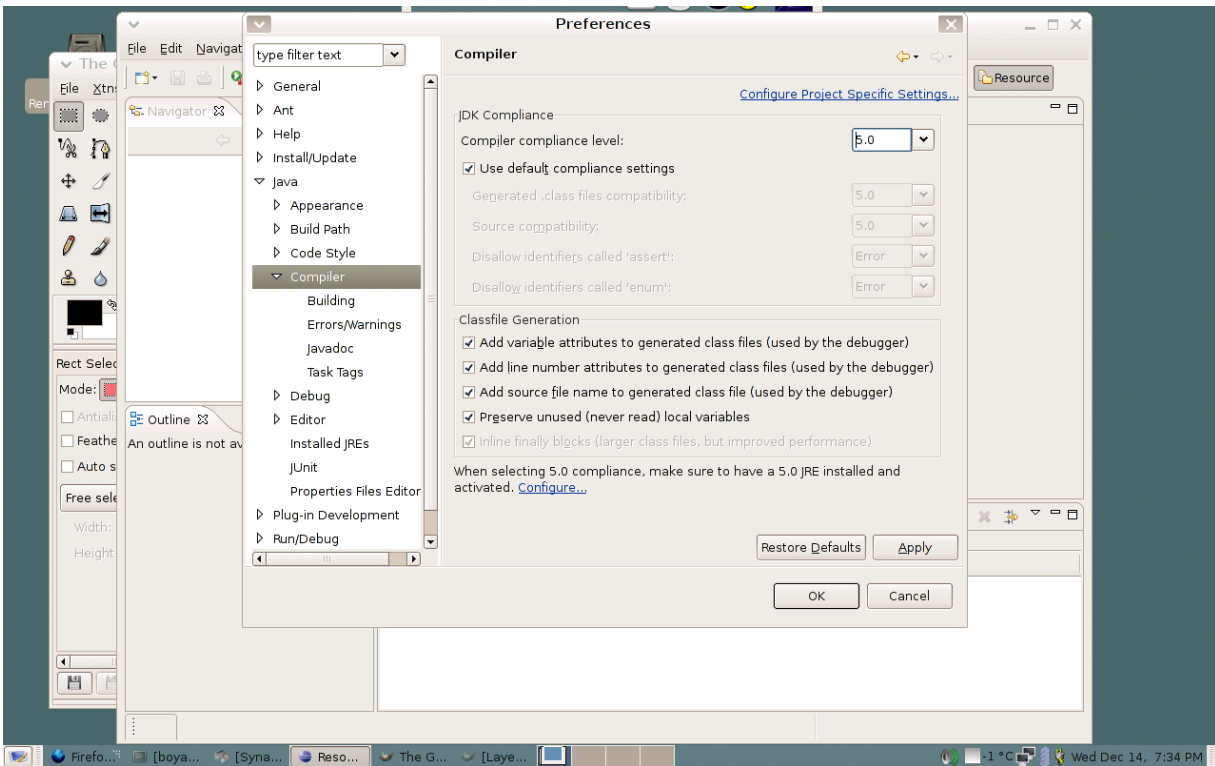 Preferences
File Edit Navigat
type filter text
Compiler
The G
File Xtns
General
Resource
Configure Project Specific Settings...
Navigator
Ant
JDK Compliance
Help
Compiler compliance level: 5.0
Install/Update
Use default compliance settings
Java
Appearance
Generated .class files compatibility: 5.0
Build Path
Source compatibility: 5.0
Code Style
Disallow identifiers called 'assert': Error
Compiler
Disallow identifiers called 'enum': Error
Building
Classfile Generation
Errors/Warnings
Add variable attributes to generated class files (used by the debugger)
Javadoc
Add line number attributes to generated class files (used by the debugger)
Rect Selec
Task Tags
Mode:
Add source file name to generated class file (used by the debugger)
Debug
Antiali
Outline
Editor
Preserve unused (never read) local variables
Feathe
An outline is not av
Installed JREs
Inline finally blocks (larger class files, but improved performance)
Auto s
JUnit
When selecting 5.0 compliance, make sure to have a 5.0 JRE installed and
activated. Configure...
Free sele
Properties Files Editor
Plug-in Development
Width:
Run/Debug
Height
Restore Defaults Apply
OK Cancel
Firefo... [boya... [Syna... Reso... The G... [Laye... -1 °C Wed Dec 14, 7:34 PM